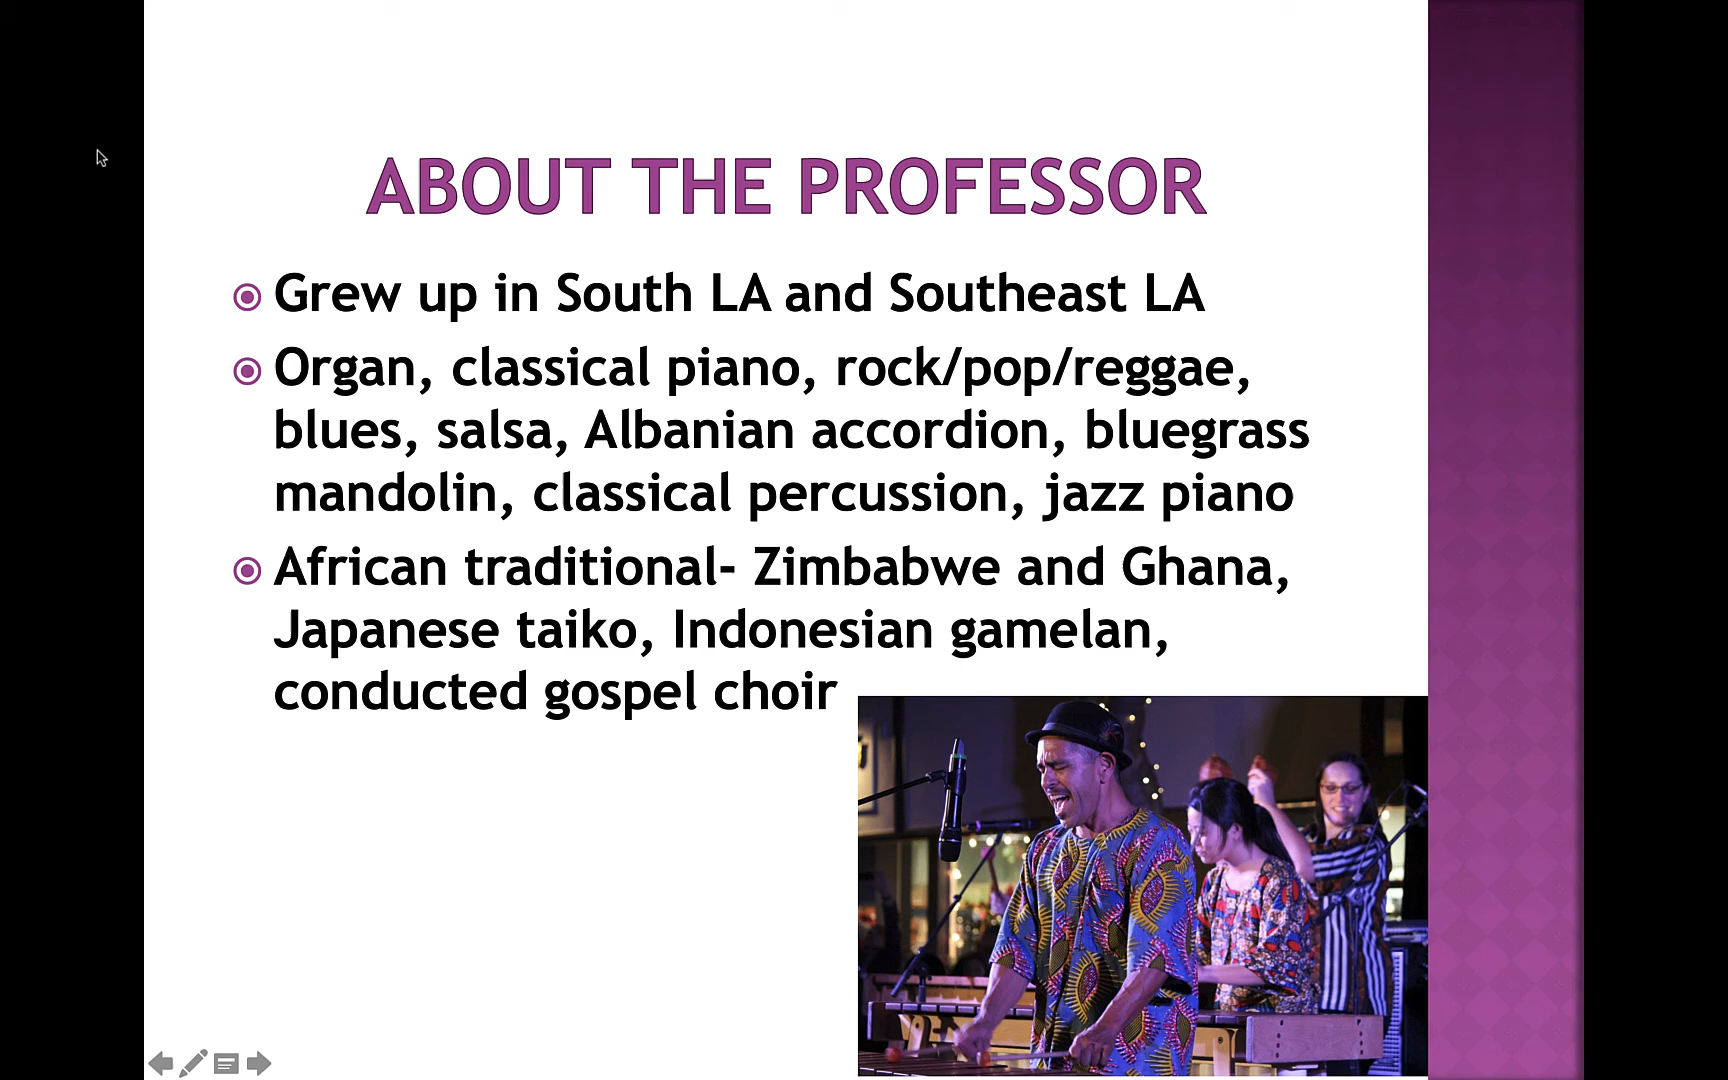 ABOUT THE PROFESSOR
Grew up in South LA and Southeast LA
Organ, classical piano, rock/pop/reggae,
blues, salsa, Albanian accordion, bluegrass
mandolin, classical percussion, jazz piano
African traditional- Zimbabwe and Ghana,
Japanese taiko, Indonesian gamelan,
conducted gospel choir